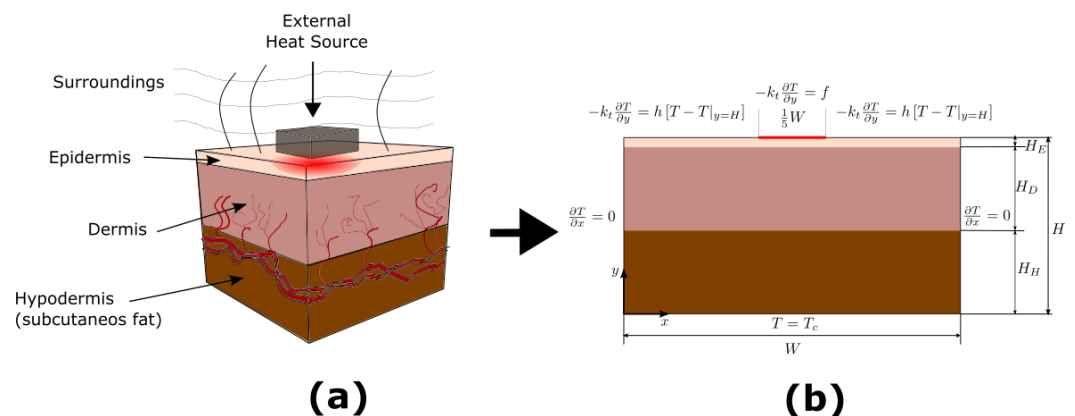 External
Heat Source
Surroundings
Epidermis
Dermis
Hypodermis
(subcutaneos fat)
(a)
$-k_t \frac{\partial T}{\partial y} = f$
$-k_t \frac{\partial T}{\partial y} = h\,[T - T|_{y=H}]$
$\frac{1}{5}W$
$-k_t \frac{\partial T}{\partial y} = h\,[T - T|_{y=H}]$
$H_E$
$H_D$
$\frac{\partial T}{\partial x} = 0$
$\frac{\partial T}{\partial x} = 0$
$H$
$H_H$
$y$
$x$
$T = T_c$
$W$
(b)